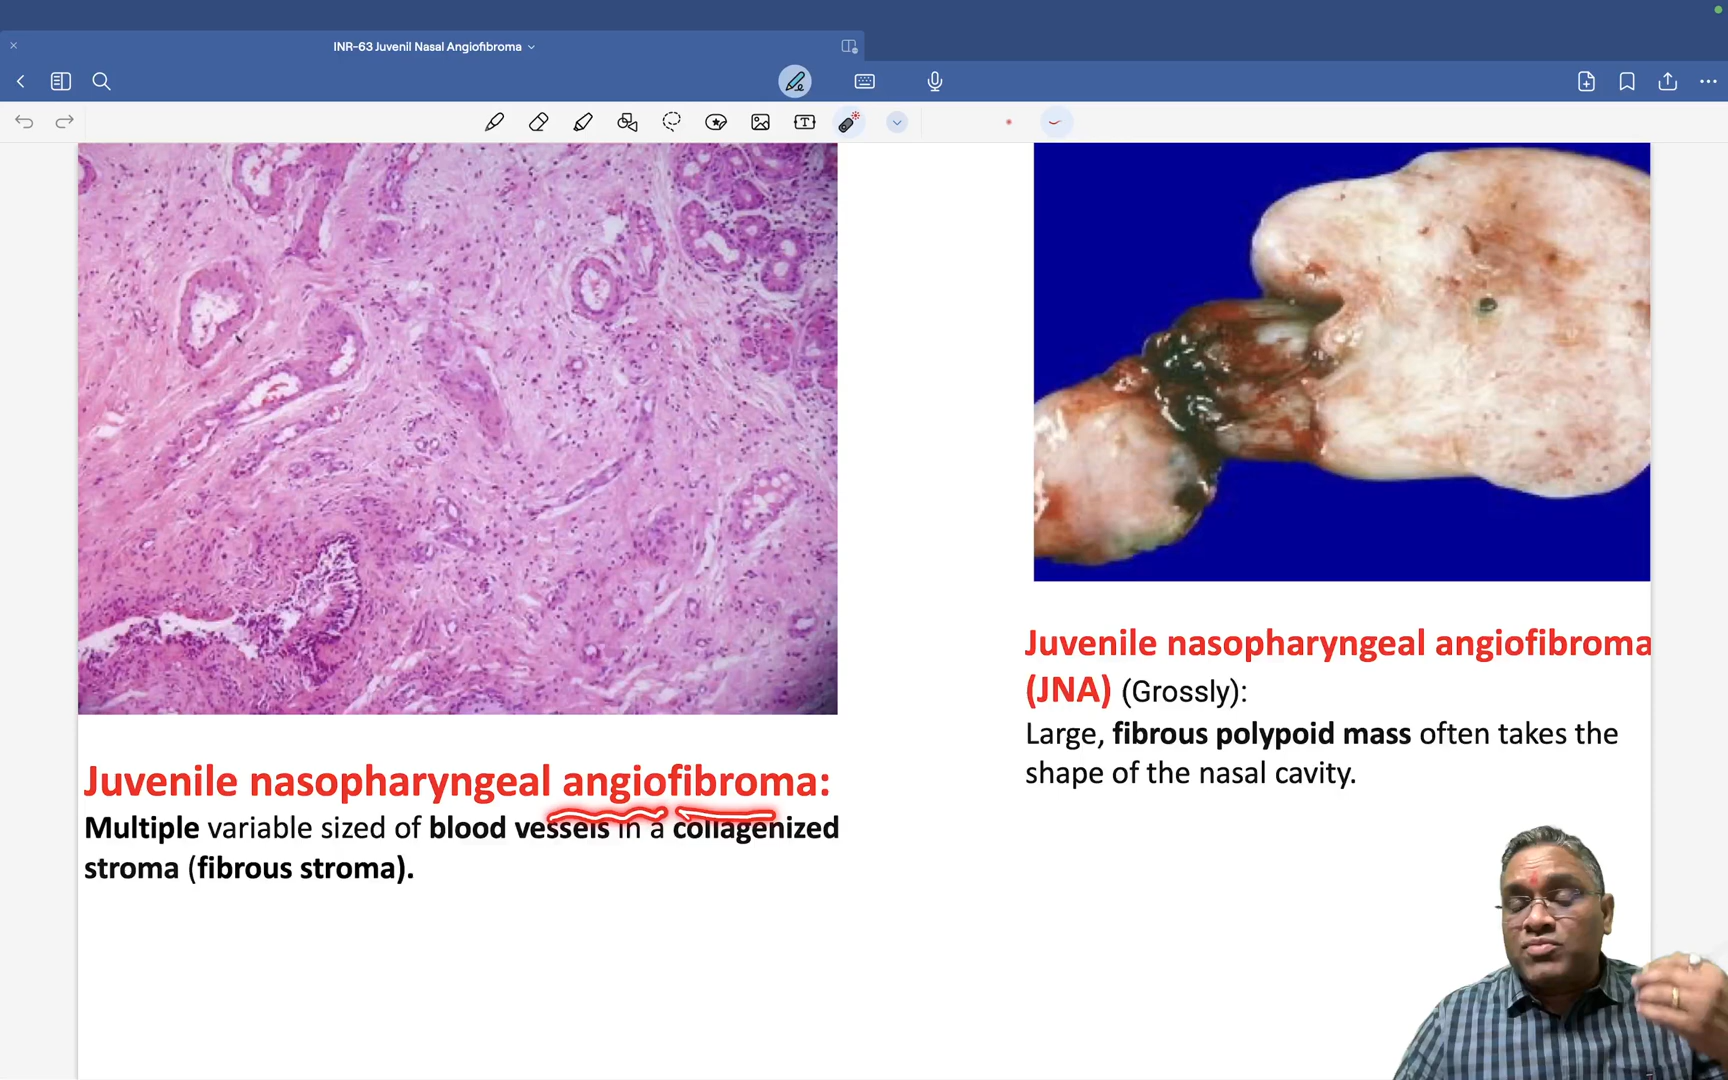 INR-63 Juvenil Nasal Angiofibroma
Juvenile nasopharyngeal angiofibroma:
Multiple variable sized of blood vessels in a collagenized
stroma (fibrous stroma).
Juvenile nasopharyngeal angiofibroma
(JNA) (Grossly):
Large, fibrous polypoid mass often takes the
shape of the nasal cavity.